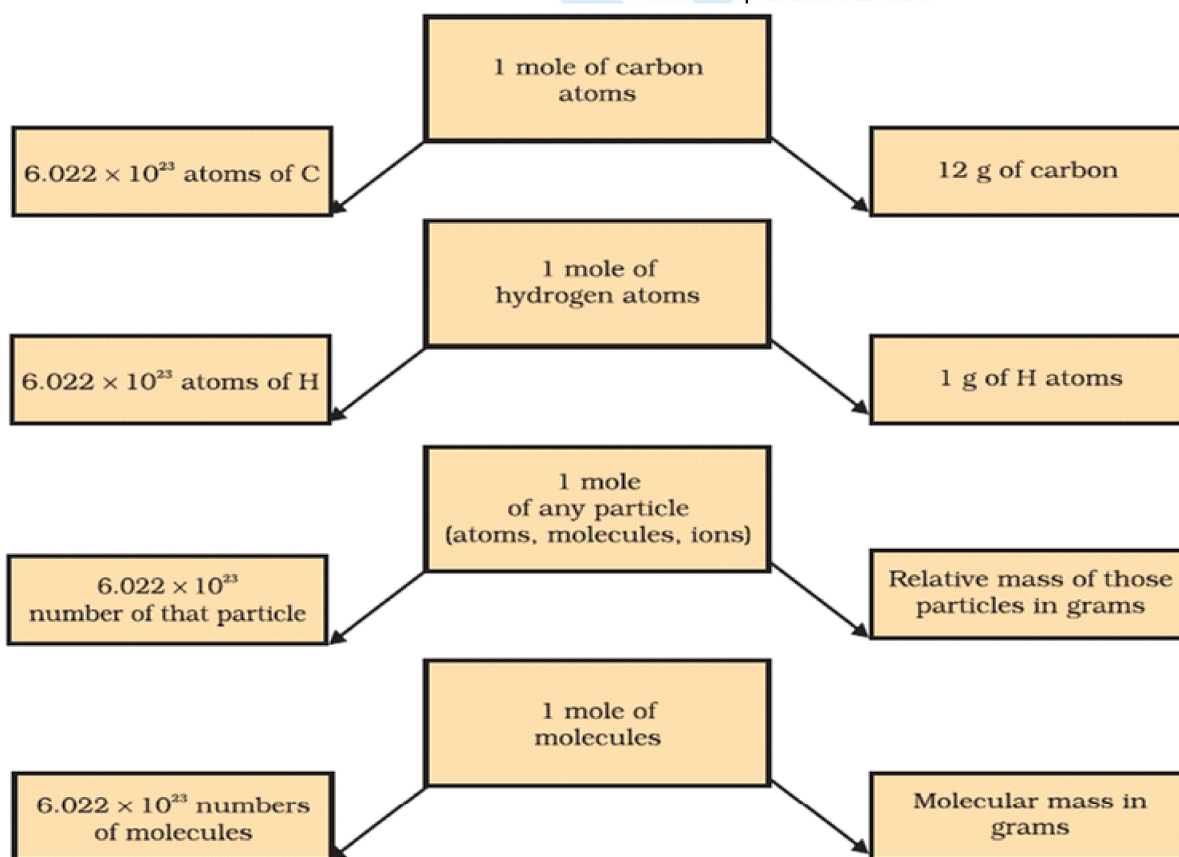 1 mole of carbon
atoms
6.022 × 10²³ atoms of C
12 g of carbon
1 mole of
hydrogen atoms
6.022 × 10²³ atoms of H
1 g of H atoms
1 mole
of any particle
(atoms, molecules, ions)
6.022 × 10²³
number of that particle
Relative mass of those
particles in grams
1 mole of
molecules
6.022 × 10²³ numbers
of molecules
Molecular mass in
grams